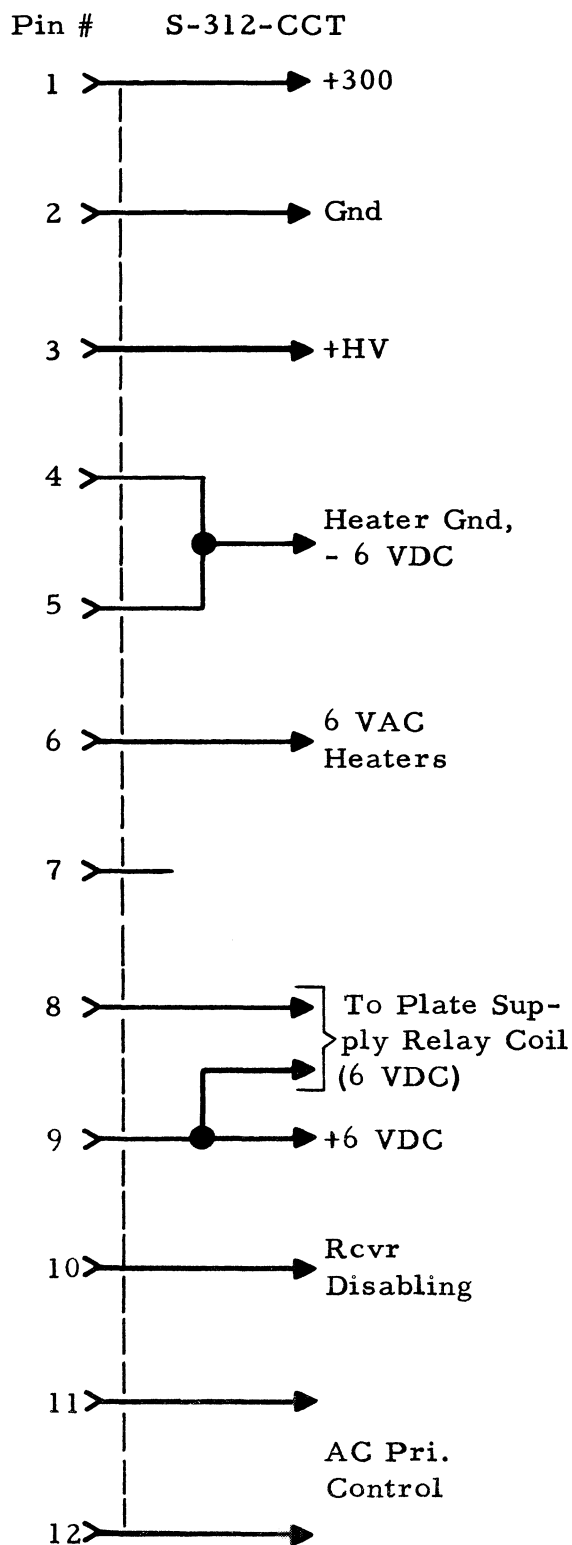 Pin # S-312-CCT
1 +300
2 Gnd
3 +HV
4
Heater Gnd,
- 6 VDC
5
6 VAC
6
Heaters
7
8 To Plate Sup-
ply Relay Coil
(6 VDC)
9 +6 VDC
10 Rcvr
Disabling
11
AC Pri.
Control
12